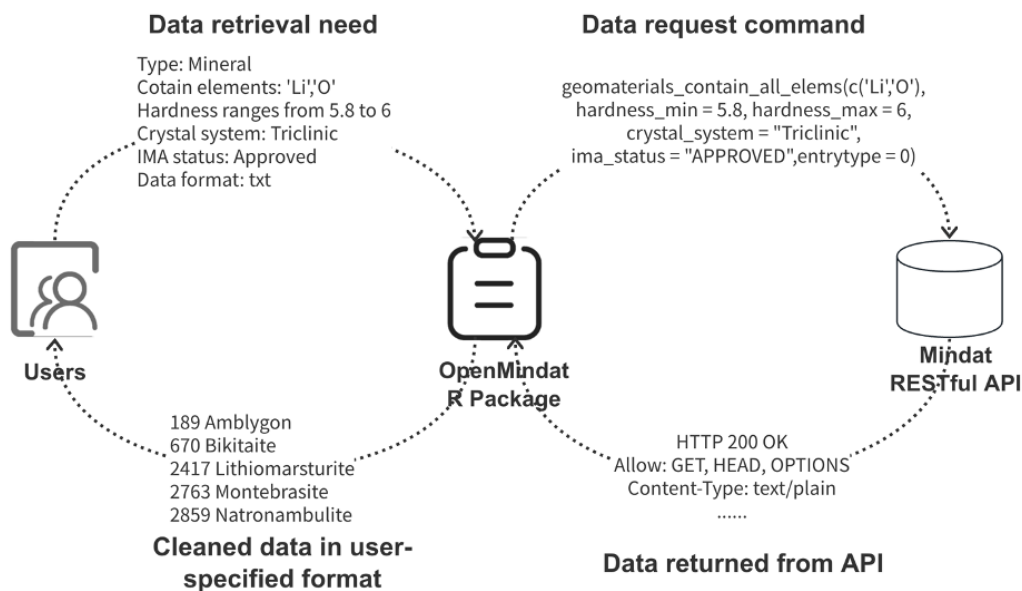 Data retrieval need
Type: Mineral
Cotain elements: 'Li','O'
Hardness ranges from 5.8 to 6
Crystal system: Triclinic
IMA status: Approved
Data format: txt
Data request command
geomaterials_contain_all_elems(c('Li','O'),
hardness_min = 5.8, hardness_max = 6,
crystal_system = "Triclinic",
ima_status = "APPROVED",entrytype = 0)
Users
OpenMindat
R Package
Mindat
RESTful API
189 Amblygon
670 Bikitaite
2417 Lithiomarsturite
2763 Montebrasite
2859 Natronambulite
Cleaned data in user-
specified format
HTTP 200 OK
Allow: GET, HEAD, OPTIONS
Content-Type: text/plain
......
Data returned from API